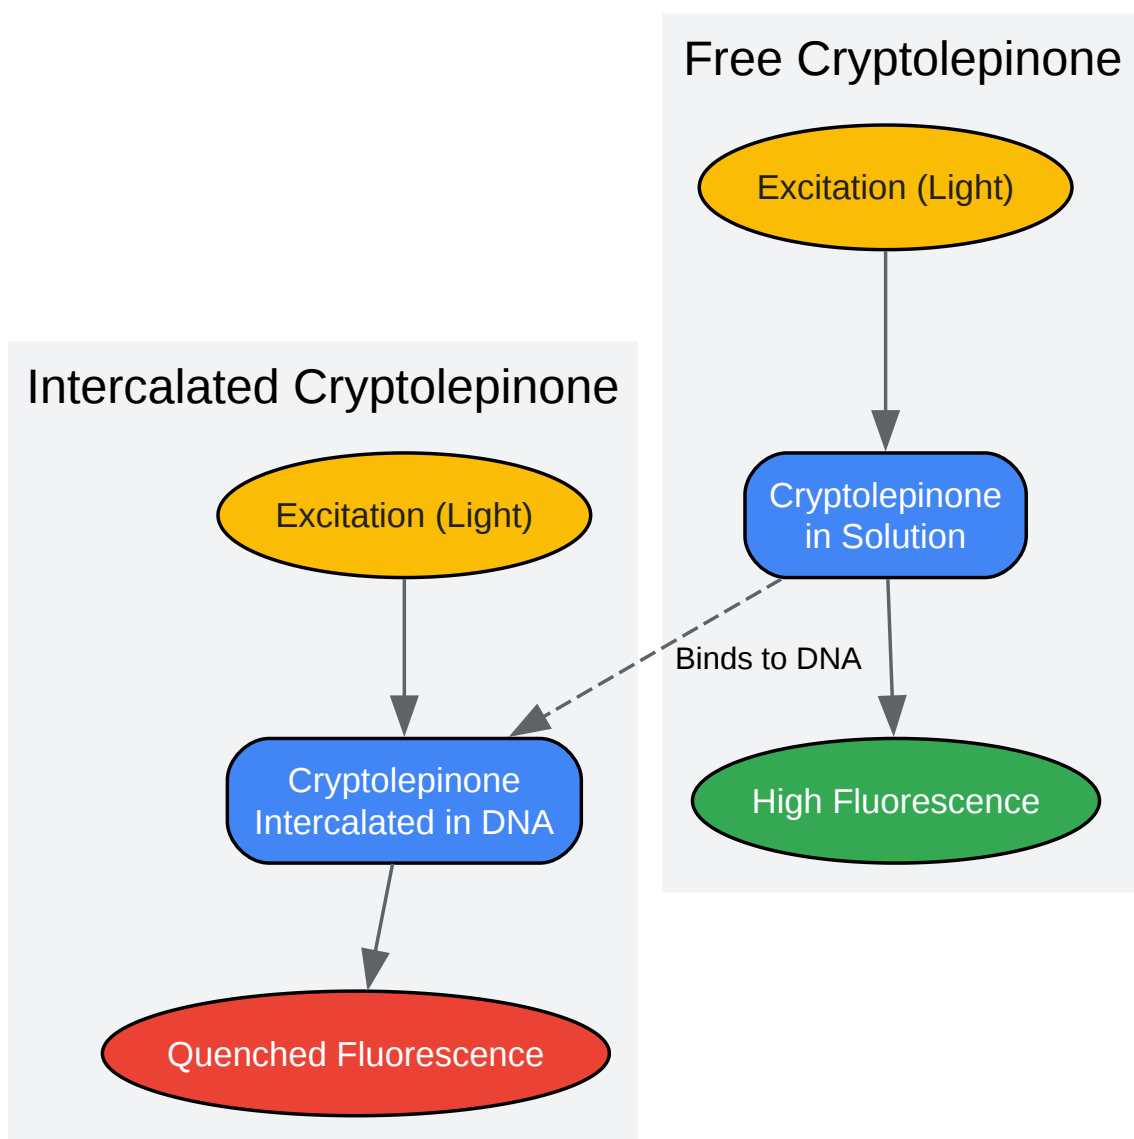 Free Cryptolepinone
Excitation (Light)
Cryptolepinone
in Solution
Binds to DNA
High Fluorescence
Intercalated Cryptolepinone
Excitation (Light)
Cryptolepinone
Intercalated in DNA
Quenched Fluorescence